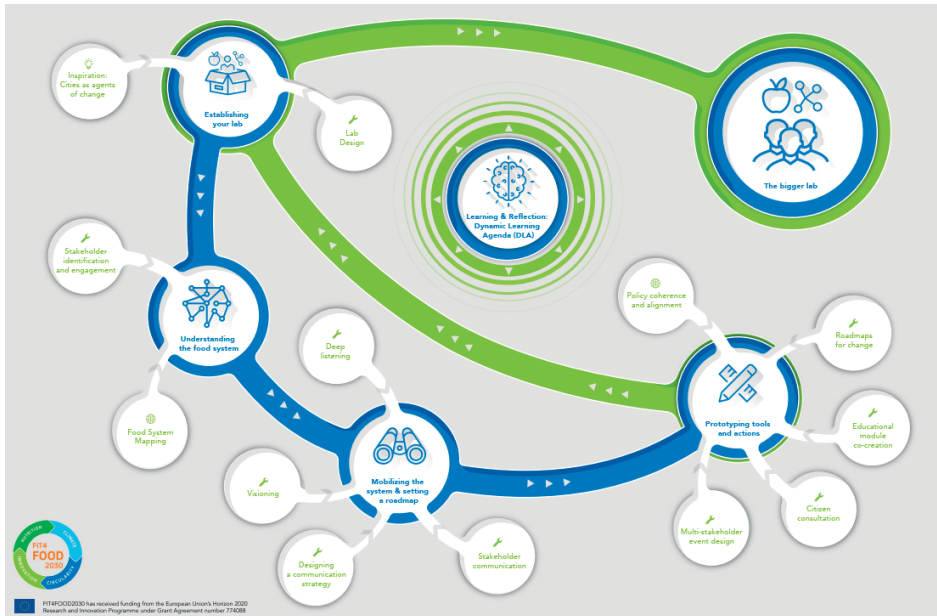 Inspiration:
Cities as agents
of change
Establishing
your lab
Lab
Design
The bigger lab
Learning & Reflection:
Dynamic Learning
Agenda (DLA)
Stakeholder
identification
and engagement
Understanding
the food system
Food System
Mapping
Deep
listening
Policy coherence
and alignment
Roadmaps
for change
Prototyping tools
and actions
Educational
module
co-creation
Mobilizing the
system & setting
a roadmap
Visioning
Citizen
consultation
Multi-stakeholder
event design
Designing
a communication
strategy
Stakeholder
communication
NUTRITION
CLIMATE
FIT4
FOOD
2030
INNOVATION
CIRCULARITY
FIT4FOOD2030 has received funding from the European Union's Horizon 2020
Research and Innovation Programme under Grant Agreement number 774088